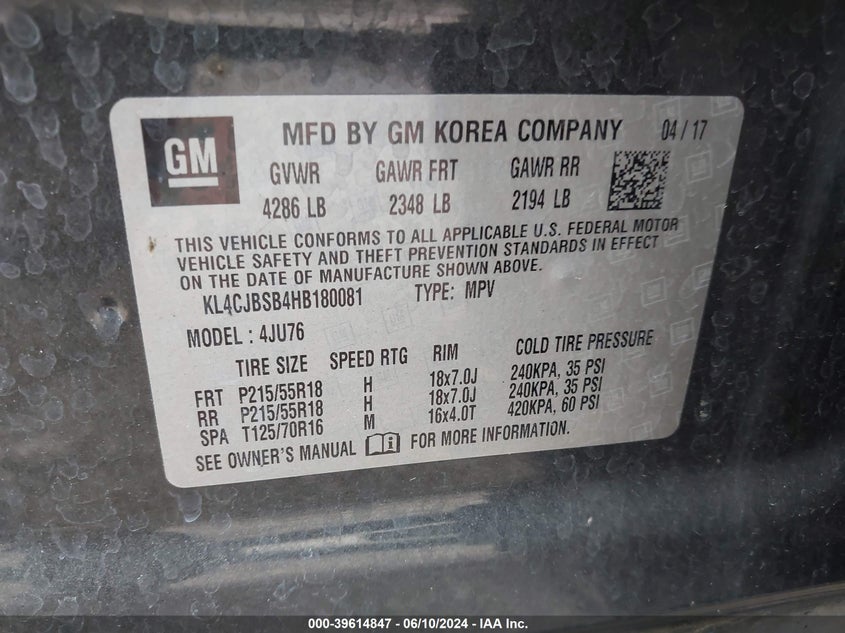 GM
MFD BY GM KOREA COMPANY 04 / 17
GVWR GAWR FRT GAWR RR
4286 LB 2348 LB 2194 LB
THIS VEHICLE CONFORMS TO ALL APPLICABLE U.S. FEDERAL MOTOR
VEHICLE SAFETY AND THEFT PREVENTION STANDARDS IN EFFECT
ON THE DATE OF MANUFACTURE SHOWN ABOVE.
KL4CJBSB4HB180081 TYPE: MPV
MODEL : 4JU76
TIRE SIZE SPEED RTG RIM COLD TIRE PRESSURE
FRT P215/55R18 H 18x7.0J 240KPA, 35 PSI
RR P215/55R18 H 18x7.0J 240KPA, 35 PSI
SPA T125/70R16 M 16x4.0T 420KPA, 60 PSI
SEE OWNER'S MANUAL FOR MORE INFORMATION.
000-39614847 - 06/10/2024 - IAA Inc.